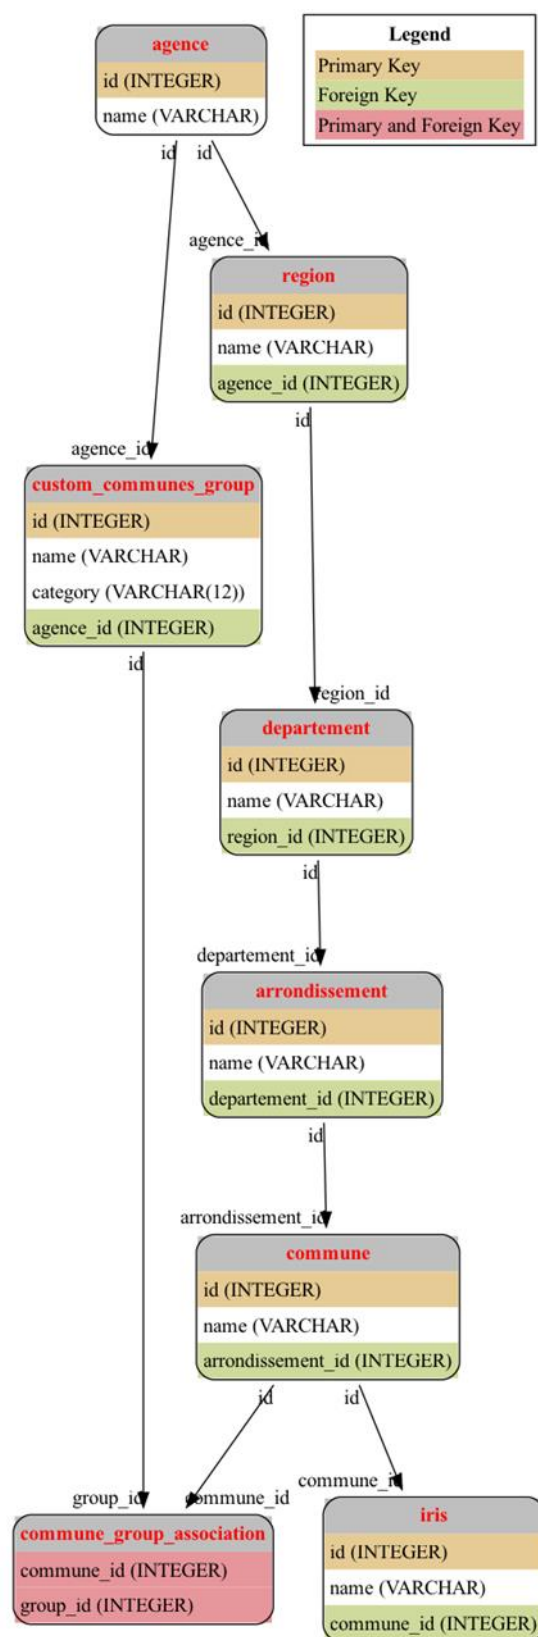 agence
id (INTEGER)
name (VARCHAR)
Legend
Primary Key
Foreign Key
Primary and Foreign Key
id
id
agence_id
region
id (INTEGER)
name (VARCHAR)
agence_id (INTEGER)
id
agence_id
custom_communes_group
id (INTEGER)
name (VARCHAR)
category (VARCHAR(12))
agence_id (INTEGER)
id
region_id
departement
id (INTEGER)
name (VARCHAR)
region_id (INTEGER)
id
departement_id
arrondissement
id (INTEGER)
name (VARCHAR)
departement_id (INTEGER)
id
arrondissement_id
commune
id (INTEGER)
name (VARCHAR)
arrondissement_id (INTEGER)
id
id
group_id
commune_id
commune_group_association
commune_id (INTEGER)
group_id (INTEGER)
commune_id
iris
id (INTEGER)
name (VARCHAR)
commune_id (INTEGER)